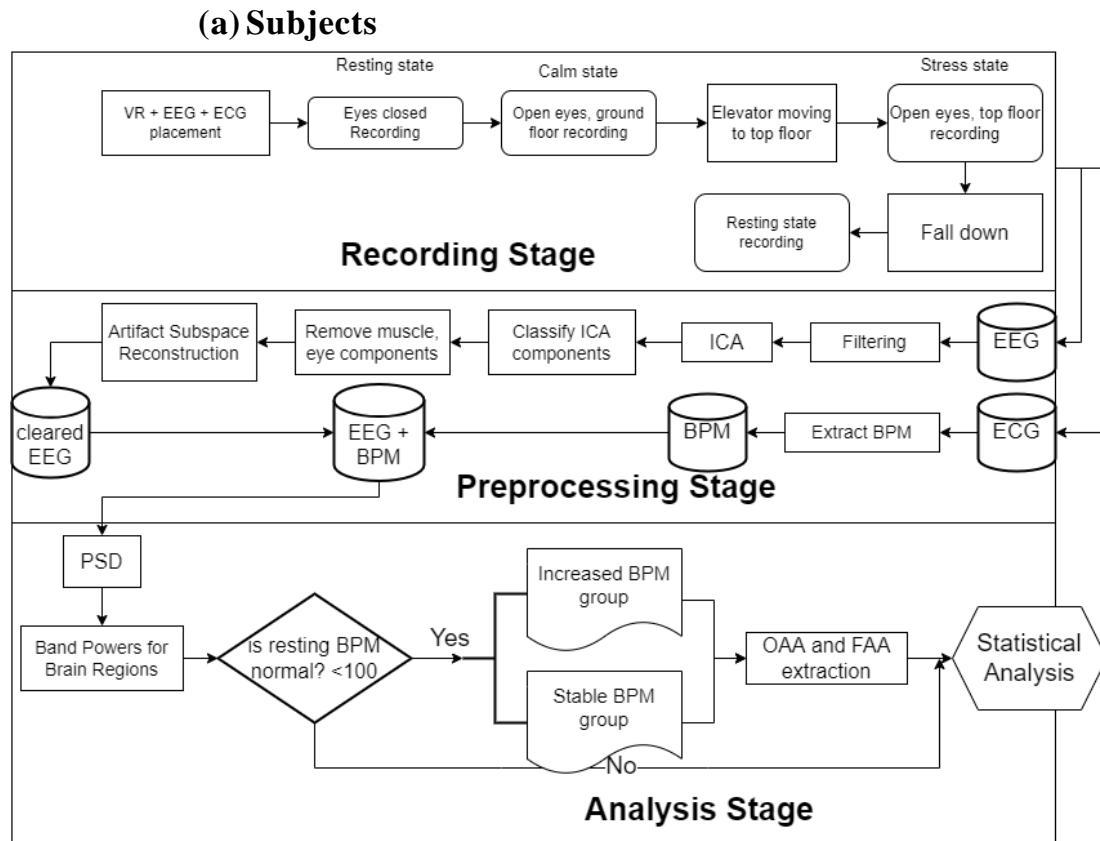 (a) Subjects
Resting state
Calm state
Stress state
VR + EEG + ECG
placement
Eyes closed
Recording
Open eyes, ground
floor recording
Elevator moving
to top floor
Open eyes, top floor
recording
Resting state
recording
Fall down
Recording Stage
Artifact Subspace
Reconstruction
Remove muscle,
eye components
Classify ICA
components
ICA
Filtering
EEG
cleared
EEG
EEG +
BPM
BPM
Extract BPM
ECG
Preprocessing Stage
PSD
Band Powers for
Brain Regions
is resting BPM
normal? <100
Yes
Increased BPM
group
Stable BPM
group
No
OAA and FAA
extraction
Statistical
Analysis
Analysis Stage